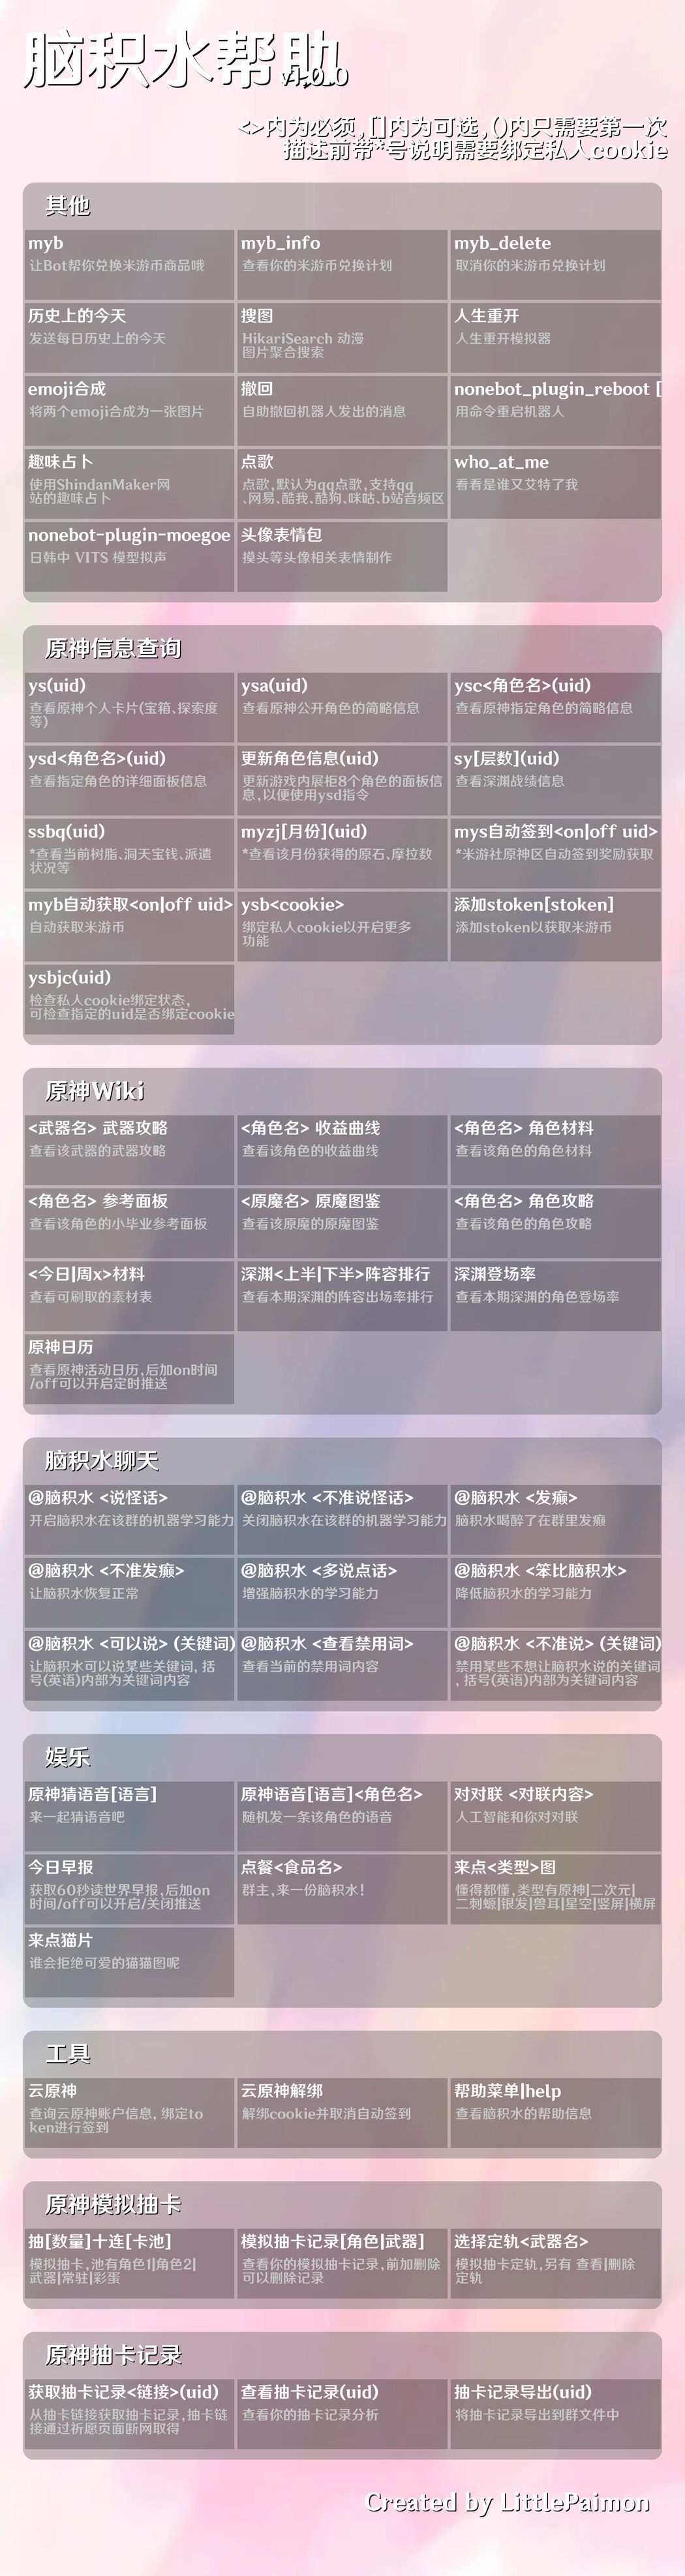 脑积水帮助
v1.0.0
<>内为必须,[]内为可选,()内只需要第一次
描述前带*号说明需要绑定私人cookie
其他
myb
让Bot帮你兑换米游币商品哦
myb_info
查看你的米游币兑换计划
myb_delete
取消你的米游币兑换计划
历史上的今天
发送每日历史上的今天
搜图
HikariSearch 动漫
图片聚合搜索
人生重开
人生重开模拟器
emoji合成
将两个emoji合成为一张图片
撤回
自助撤回机器人发出的消息
nonebot_plugin_reboot [
用命令重启机器人
趣味占卜
使用ShindanMaker网
站的趣味占卜
点歌
点歌,默认为qq点歌,支持qq
、网易、酷我、酷狗、咪咕、b站音频区
who_at_me
看看是谁又艾特了我
nonebot-plugin-moegoe
日韩中 VITS 模型拟声
头像表情包
摸头等头像相关表情制作
原神信息查询
ys(uid)
查看原神个人卡片(宝箱、探索度
等)
ysa(uid)
查看原神公开角色的简略信息
ysc<角色名>(uid)
查看原神指定角色的简略信息
ysd<角色名>(uid)
查看指定角色的详细面板信息
更新角色信息(uid)
更新游戏内展柜8个角色的面板信
息,以便使用ysd指令
sy[层数](uid)
查看深渊战绩信息
ssbq(uid)
*查看当前树脂、洞天宝钱、派遣
状况等
myzj[月份](uid)
*查看该月份获得的原石、摩拉数
mys自动签到<on|off uid>
*米游社原神区自动签到奖励获取
myb自动获取<on|off uid>
自动获取米游币
ysb<cookie>
绑定私人cookie以开启更多
功能
添加stoken[stoken]
添加stoken以获取米游币
ysbjc(uid)
检查私人cookie绑定状态,
可检查指定的uid是否绑定cookie
原神Wiki
<武器名> 武器攻略
查看该武器的武器攻略
<角色名> 收益曲线
查看该角色的收益曲线
<角色名> 角色材料
查看该角色的角色材料
<角色名> 参考面板
查看该角色的小毕业参考面板
<原魔名> 原魔图鉴
查看该原魔的原魔图鉴
<角色名> 角色攻略
查看该角色的角色攻略
<今日|周x>材料
查看可刷取的素材表
深渊<上半|下半>阵容排行
查看本期深渊的阵容出场率排行
深渊登场率
查看本期深渊的角色登场率
原神日历
查看原神活动日历,后加on时间
/off可以开启定时推送
脑积水聊天
@脑积水 <说怪话>
开启脑积水在该群的机器学习能力
@脑积水 <不准说怪话>
关闭脑积水在该群的机器学习能力
@脑积水 <发癫>
脑积水喝醉了在群里发癫
@脑积水 <不准发癫>
让脑积水恢复正常
@脑积水 <多说点话>
增强脑积水的学习能力
@脑积水 <笨比脑积水>
降低脑积水的学习能力
@脑积水 <可以说> (关键词)
让脑积水可以说某些关键词, 括
号(英语)内部为关键词内容
@脑积水 <查看禁用词>
查看当前的禁用词内容
@脑积水 <不准说> (关键词)
禁用某些不想让脑积水说的关键词
, 括号(英语)内部为关键词内容
娱乐
原神猜语音[语言]
来一起猜语音吧
原神语音[语言]<角色名>
随机发一条该角色的语音
对对联 <对联内容>
人工智能和你对对联
今日早报
获取60秒读世界早报,后加on
时间/off可以开启/关闭推送
点餐<食品名>
群主,来一份脑积水!
来点<类型>图
懂得都懂,类型有原神|二次元|
二刺螈|银发|兽耳|星空|竖屏|横屏
来点猫片
谁会拒绝可爱的猫猫图呢
工具
云原神
查询云原神账户信息, 绑定to
ken进行签到
云原神解绑
解绑cookie并取消自动签到
帮助菜单|help
查看脑积水的帮助信息
原神模拟抽卡
抽[数量]十连[卡池]
模拟抽卡,池有角色1|角色2|
武器|常驻|彩蛋
模拟抽卡记录[角色|武器]
查看你的模拟抽卡记录,前加删除
可以删除记录
选择定轨<武器名>
模拟抽卡定轨,另有 查看|删除
定轨
原神抽卡记录
获取抽卡记录<链接>(uid)
从抽卡链接获取抽卡记录,抽卡链
接通过祈愿页面断网取得
查看抽卡记录(uid)
查看你的抽卡记录分析
抽卡记录导出(uid)
将抽卡记录导出到群文件中
Created by LittlePaimon